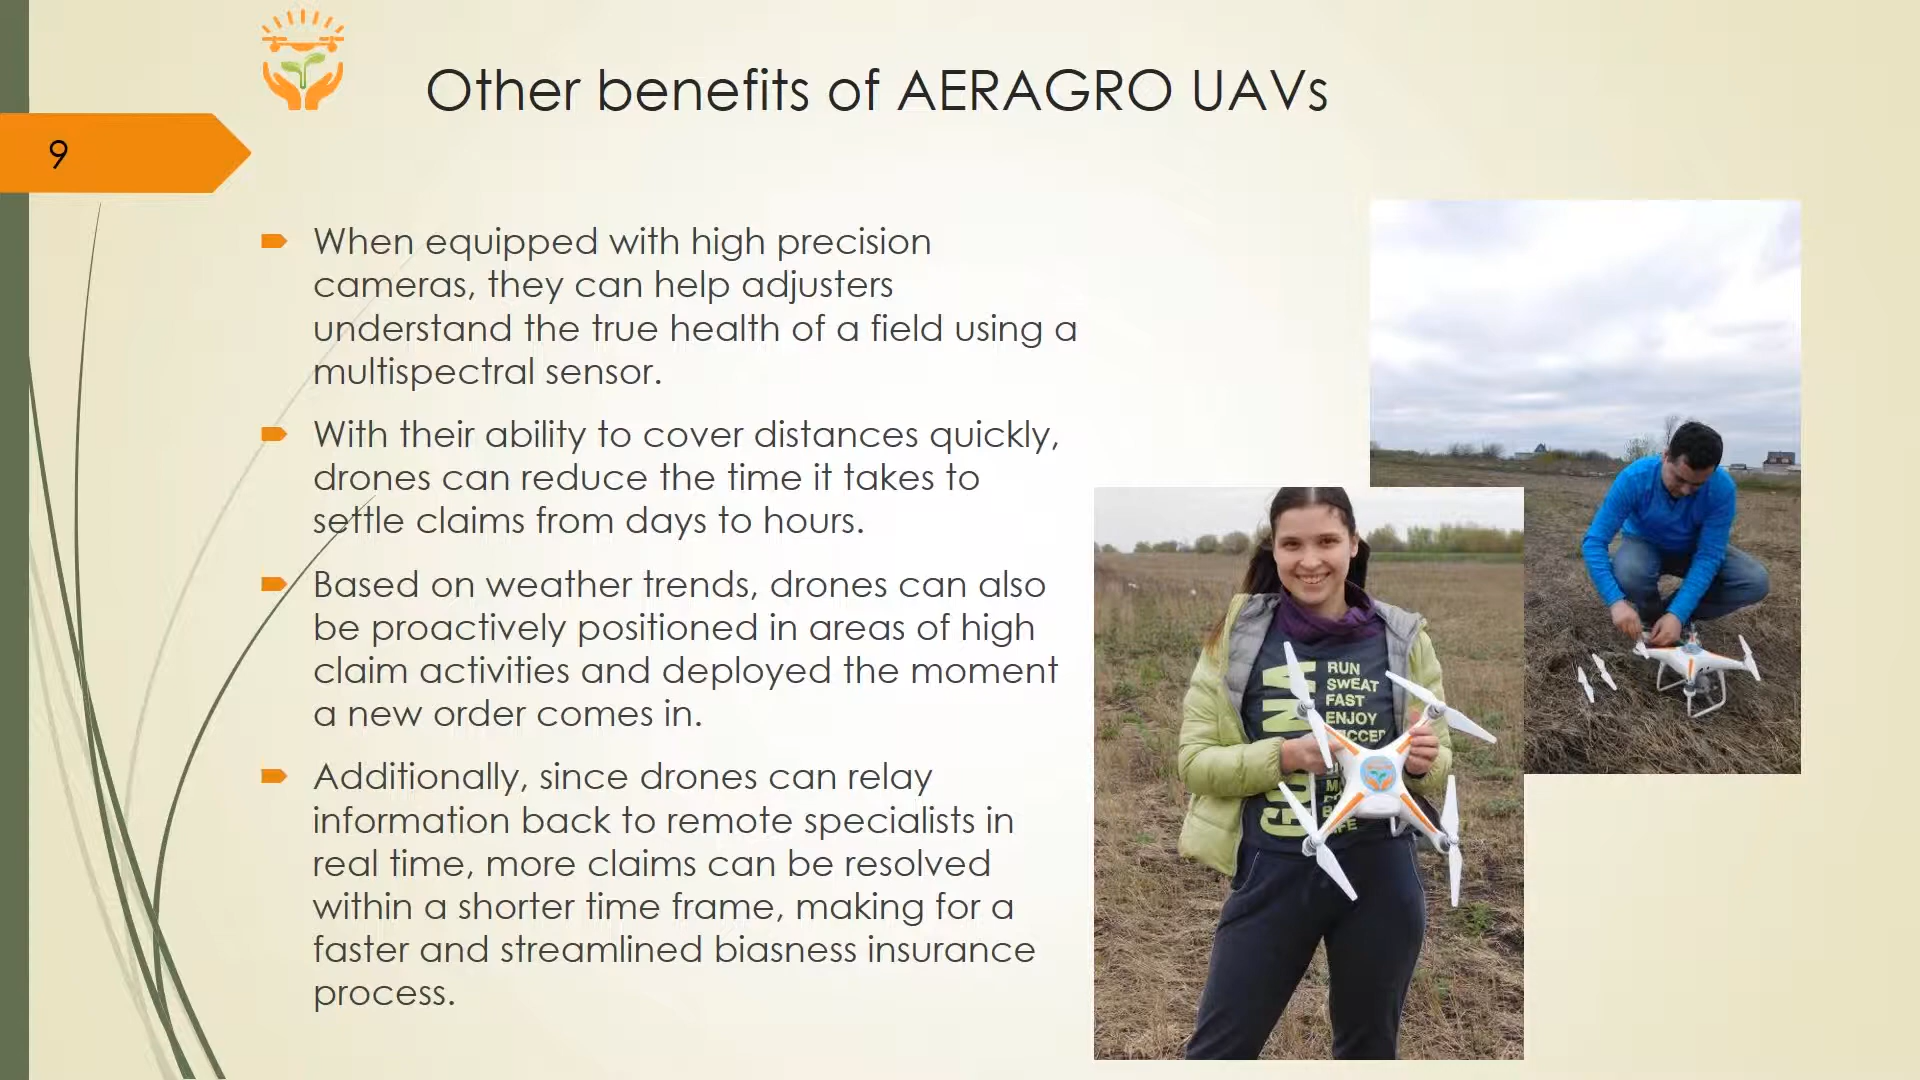 Other benefits of AERAGRO UAVs
9
When equipped with high precision
cameras, they can help adjusters
understand the true health of a field using a
multispectral sensor.
With their ability to cover distances quickly,
drones can reduce the time it takes to
settle claims from days to hours.
Based on weather trends, drones can also
be proactively positioned in areas of high
claim activities and deployed the moment
a new order comes in.
Additionally, since drones can relay
information back to remote specialists in
real time, more claims can be resolved
within a shorter time frame, making for a
faster and streamlined biasness insurance
process.
RUN
SWEAT
FAST
ENJOY